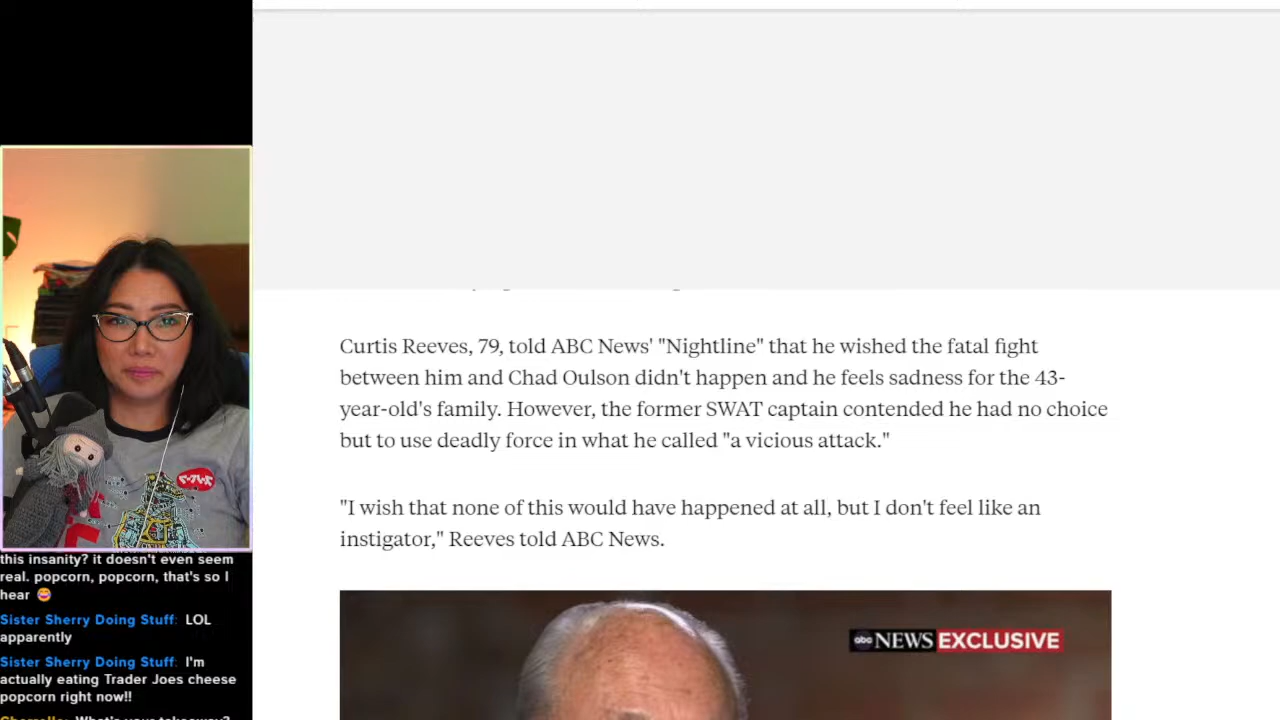 Curtis Reeves, 79, told ABC News' "Nightline" that he wished the fatal fight
between him and Chad Oulson didn't happen and he feels sadness for the 43-
year-old's family. However, the former SWAT captain contended he had no choice
but to use deadly force in what he called "a vicious attack."
"I wish that none of this would have happened at all, but I don't feel like an
instigator," Reeves told ABC News.
abc NEWS EXCLUSIVE
this insanity? it doesn't even seem
real. popcorn, popcorn, that's so I
hear 😄
Sister Sherry Doing Stuff: LOL
apparently
Sister Sherry Doing Stuff: I'm
actually eating Trader Joes cheese
popcorn right now!!
What's your takeaway?